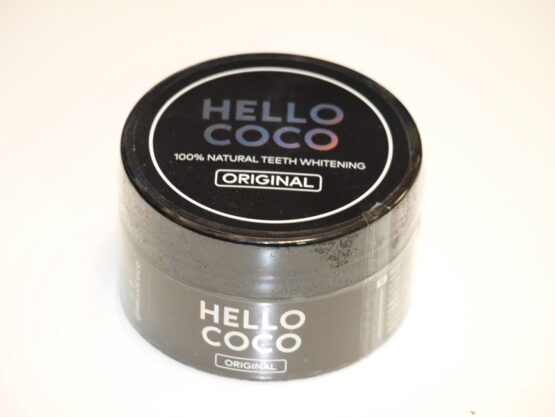 HELLO
COCO
100% NATURAL TEETH WHITENING
ORIGINAL
HELLO
COCO
ORIGINAL